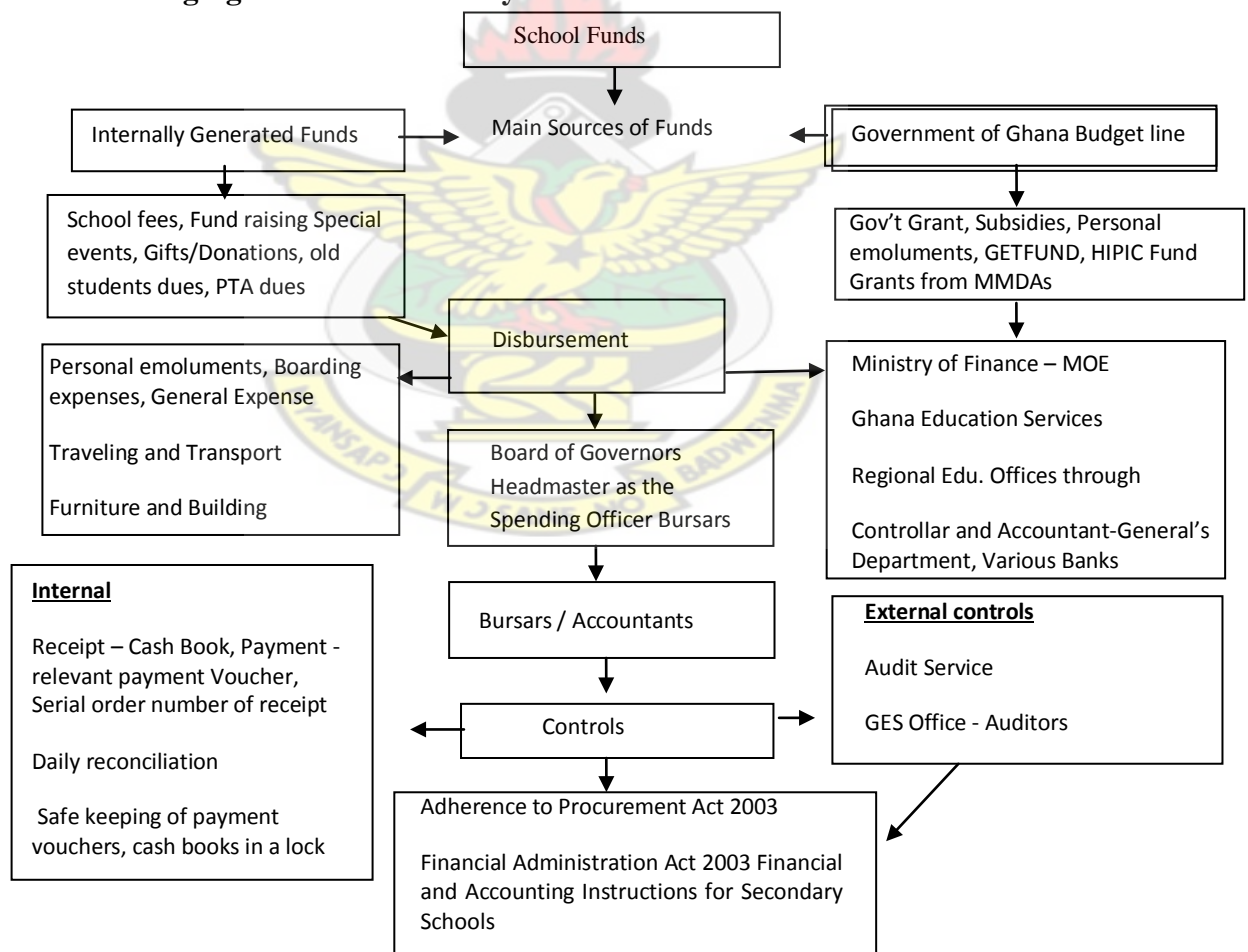 School Funds
Internally Generated Funds
Main Sources of Funds
Government of Ghana Budget line
School fees, Fund raising Special
events, Gifts/Donations, old
students dues, PTA dues
Gov’t Grant, Subsidies, Personal
emoluments, GETFUND, HIPIC Fund
Grants from MMDAs
Disbursement
Personal emoluments, Boarding
expenses, General Expense
Traveling and Transport
Furniture and Building
Ministry of Finance – MOE
Ghana Education Services
Regional Edu. Offices through
Controllar and Accountant-General’s
Department, Various Banks
Board of Governors
Headmaster as the
Spending Officer Bursars
NYANSAPƆ WƆSANE NO BADWENMA
Internal
Receipt – Cash Book, Payment -
relevant payment Voucher,
Serial order number of receipt
Daily reconciliation
Safe keeping of payment
vouchers, cash books in a lock
Bursars / Accountants
External controls
Audit Service
GES Office - Auditors
Controls
Adherence to Procurement Act 2003
Financial Administration Act 2003 Financial
and Accounting Instructions for Secondary
Schools